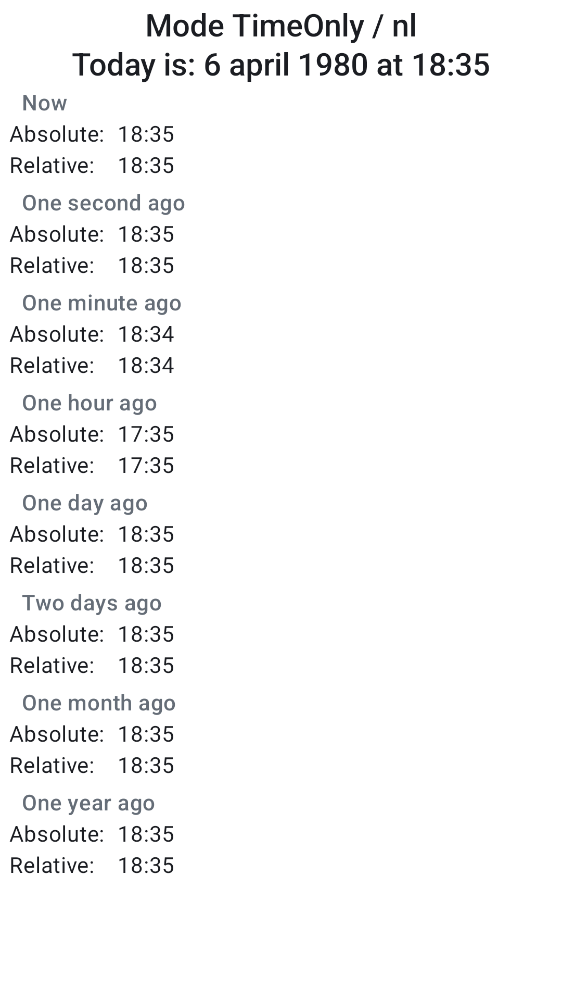 Mode TimeOnly / nl
Today is: 6 april 1980 at 18:35
Now
Absolute: 18:35
Relative: 18:35
One second ago
Absolute: 18:35
Relative: 18:35
One minute ago
Absolute: 18:34
Relative: 18:34
One hour ago
Absolute: 17:35
Relative: 17:35
One day ago
Absolute: 18:35
Relative: 18:35
Two days ago
Absolute: 18:35
Relative: 18:35
One month ago
Absolute: 18:35
Relative: 18:35
One year ago
Absolute: 18:35
Relative: 18:35